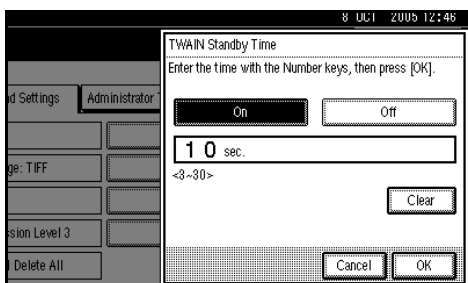 8 OCT 2005 12:46
TWAIN Standby Time
Enter the time with the Number keys, then press [OK].
d Settings
Administrator T
On
Off
10 sec.
ge: TIFF
<3~30>
Clear
sion Level 3
Delete All
Cancel
OK